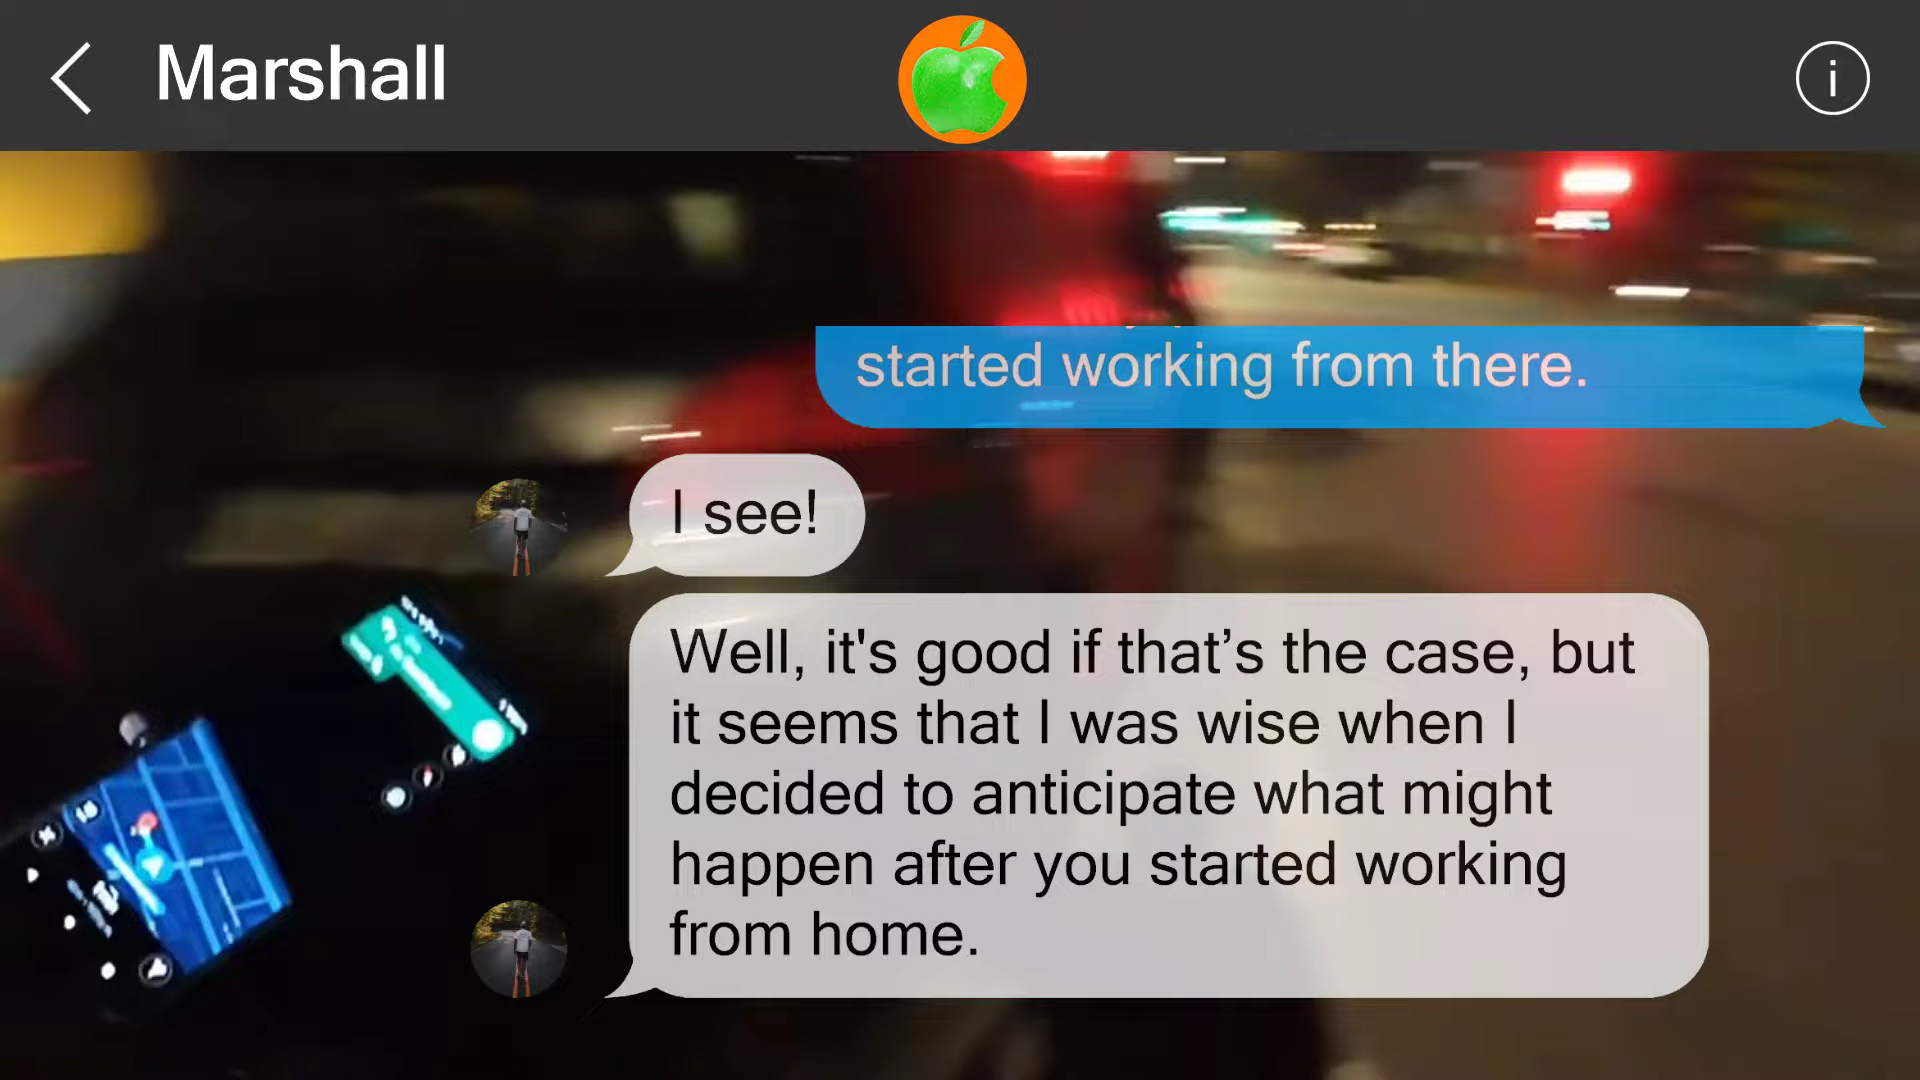 Marshall
started working from there.
I see!
Well, it's good if that’s the case, but
it seems that I was wise when I
decided to anticipate what might
happen after you started working
from home.